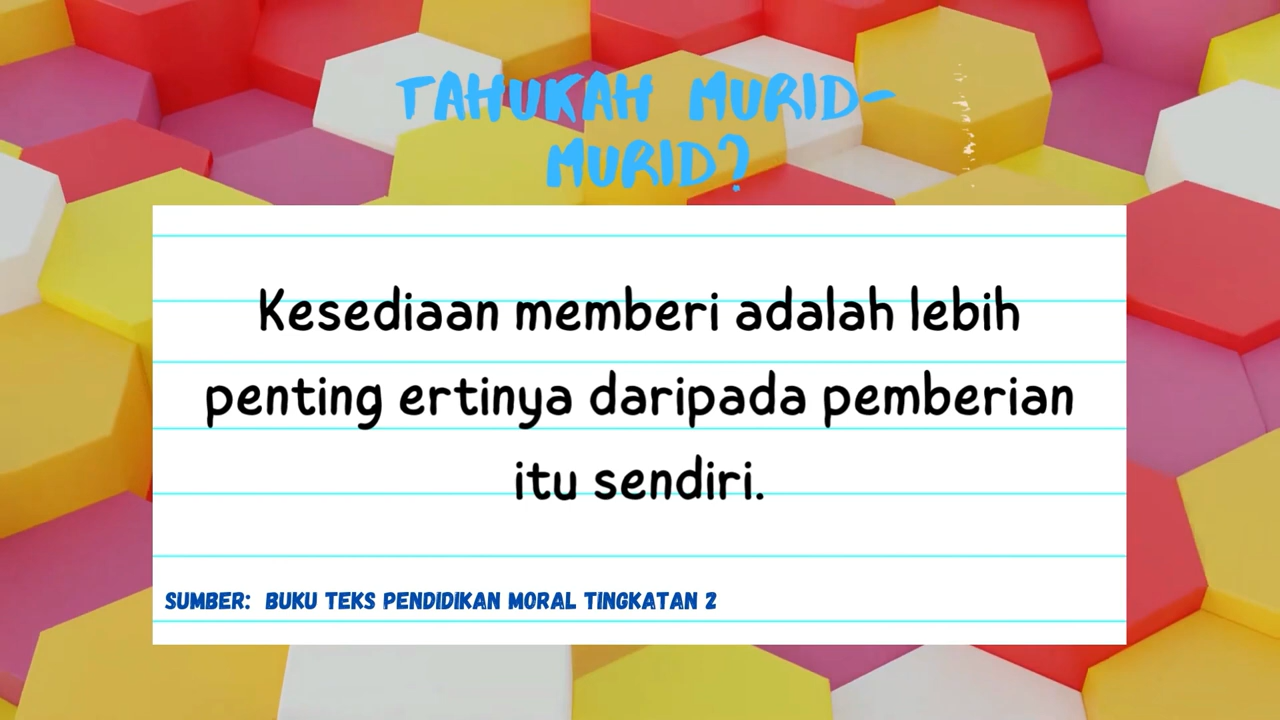 TAHUKAH MURID-
MURID?
Kesediaan memberi adalah lebih
penting ertinya daripada pemberian
itu sendiri.
SUMBER: BUKU TEKS PENDIDIKAN MORAL TINGKATAN 2